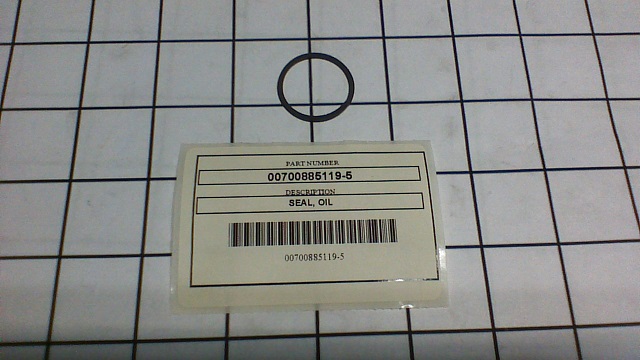 PART NUMBER
00700885119-5
DESCRIPTION
SEAL, OIL
00700885119-5